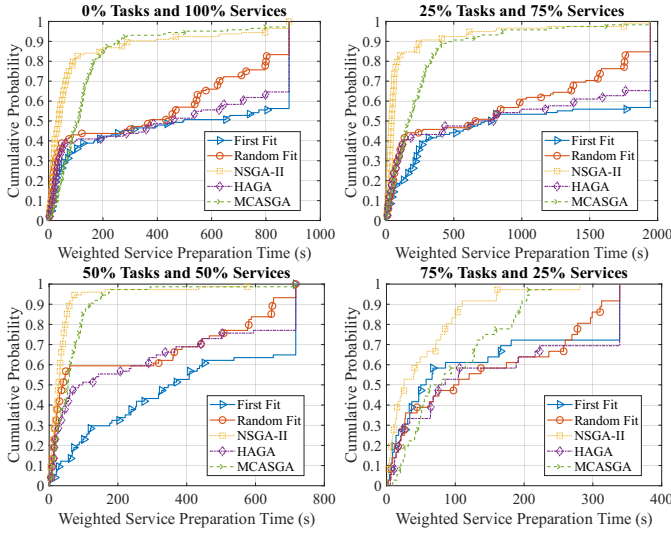 0% Tasks and 100% Services
Cumulative Probability
1
0.9
0.8
0.7
0.6
0.5
0.4
0.3
0.2
0.1
0
First Fit
Random Fit
NSGA-II
HAGA
MCASGA
0 200 400 600 800 1000
Weighted Service Preparation Time (s)
25% Tasks and 75% Services
Cumulative Probability
1
0.9
0.8
0.7
0.6
0.5
0.4
0.3
0.2
0.1
0
First Fit
Random Fit
NSGA-II
HAGA
MCASGA
0 500 1000 1500 2000
Weighted Service Preparation Time (s)
50% Tasks and 50% Services
Cumulative Probability
1
0.9
0.8
0.7
0.6
0.5
0.4
0.3
0.2
0.1
0
First Fit
Random Fit
NSGA-II
HAGA
MCASGA
0 200 400 600 800
Weighted Service Preparation Time (s)
75% Tasks and 25% Services
Cumulative Probability
1
0.9
0.8
0.7
0.6
0.5
0.4
0.3
0.2
0.1
0
First Fit
Random Fit
NSGA-II
HAGA
MCASGA
0 100 200 300 400
Weighted Service Preparation Time (s)